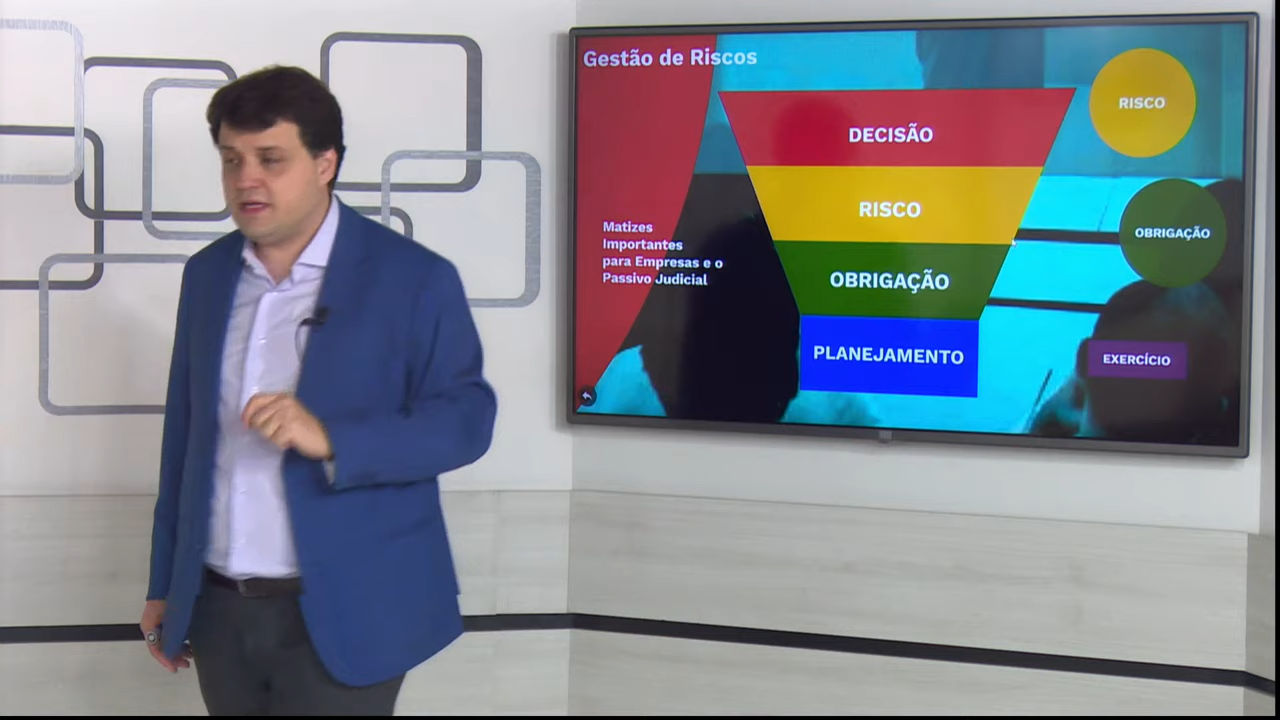 Gestão de Riscos
DECISÃO
RISCO
OBRIGAÇÃO
PLANEJAMENTO
Matizes
Importantes
para Empresas e o
Passivo Judicial
RISCO
OBRIGAÇÃO
EXERCÍCIO